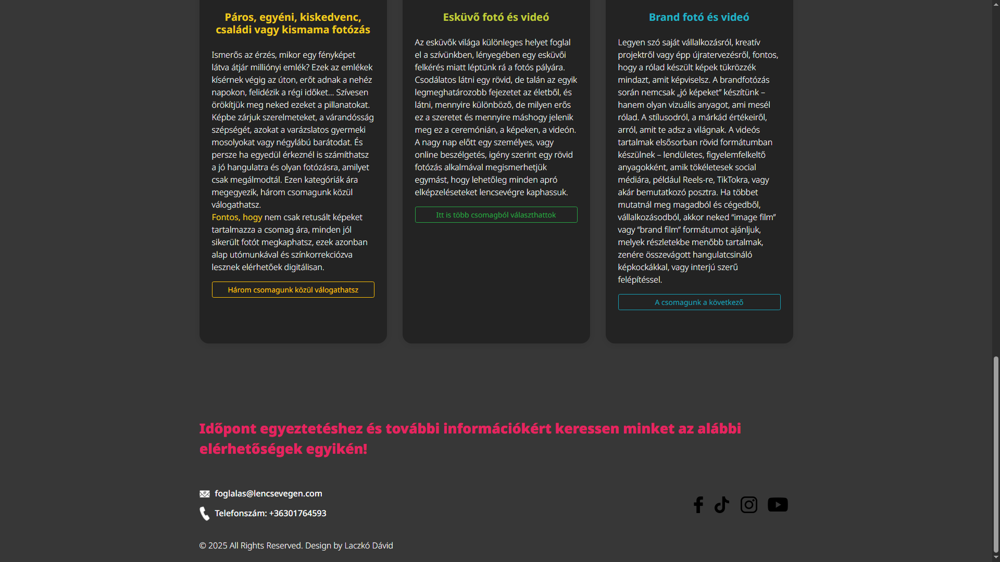 Páros, egyéni, kiskedvenc,
családi vagy kismama fotózás
Ismerős az érzés, mikor egy fényképet
látva átjár milliónyi emlék? Ezek az emlékek
kísérnek végig az úton, erőt adnak a nehéz
napokon, felidézik a régi időket... Szívesen
örökítjük meg neked ezeket a pillanatokat.
Képbe zárjuk szerelmeteket, a várandósság
szépségét, azokat a varázslatos gyermeki
mosolyokat vagy négylábú barátodat. És
persze ha egyedül érkeznél is számíthatsz
a jó hangulatra és olyan fotózásra, amilyet
csak megálmodtál. Ezen kategóriák ára
megegyezik, három csomagunk közül
válogathatsz.
Fontos, hogy nem csak retusált képeket
tartalmazza a csomag ára, minden jól
sikerült fotót megkaphatsz, ezek azonban
alap utómunkával és színkorrekciózva
lesznek elérhetőek digitálisan.
Három csomagunk közül válogathatsz
Esküvő fotó és videó
Az esküvők világa különleges helyet foglal
el a szívünkben, lényegében egy esküvői
felkérés miatt léptünk rá a fotós pályára.
Csodálatos látni egy rövid, de talán az egyik
legmeghatározobb fejezetet az életből, és
látni, mennyire különböző, de milyen erős
ez a szeretet és mennyire máshogy jelenik
meg ez a ceremónián, a képeken, a videón.
A nagy nap előtt egy személyes, vagy
online beszélgetés, igény szerint egy rövid
fotózás alkalmával megismerhetjük
egymást, hogy lehetőleg minden apró
elképzeléseteket lencsevégre kaphassuk.
Itt is több csomagból választhattok
Brand fotó és videó
Legyen szó saját vállalkozásról, kreatív
projektről vagy épp újratervezésről, fontos,
hogy a rólad készült képek tükrözzék
mindazt, amit képviselsz. A brandfotózás
során nemcsak „jó képeket” készítünk –
hanem olyan vizuális anyagot, ami mesél
rólad. A stílusodról, a márkád értékeiről,
arról, amit te adsz a világnak. A videós
tartalmak elsősorban rövid formátumban
készülnek – lendületes, figyelemfelkeltő
anyagokként, amik tökéletesek social
médiára, például Reels-re, TikTokra, vagy
akár bemutatkozó posztra. Ha többet
mutatnál meg magadból és cégedből,
vállalkozásodból, akkor neked “image film”
vagy “brand film” formátumot ajánljuk,
melyek részletekbe menőbb tartalmak,
zenére összevágott hangulatcsináló
képkockákkal, vagy interjú szerű
felépítéssel.
A csomagunk a következő
Időpont egyeztetéshez és további információkért keressen minket az alábbi
elérhetőségek egyikén!
foglalas@lencsevegen.com
Telefonszám: +36301764593
© 2025 All Rights Reserved. Design by Laczkó Dávid